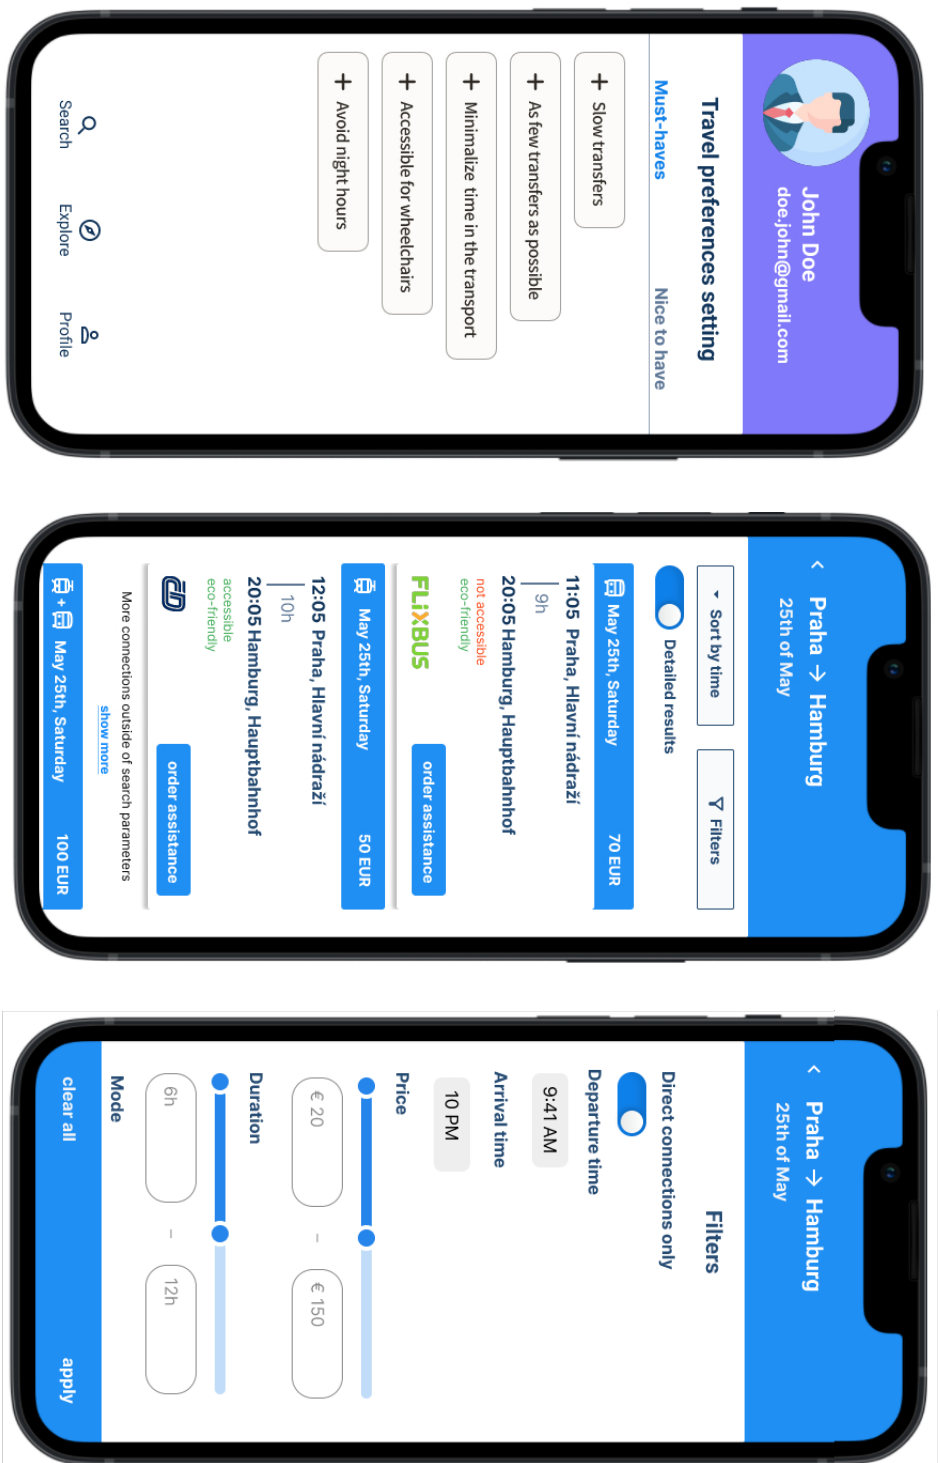 John Doe
doe.john@gmail.com
Travel preferences setting
Must-haves
Nice to have
+ Slow transfers
+ As few transfers as possible
+ Minimalize time in the transport
+ Accessible for wheelchairs
+ Avoid night hours
Search
Explore
Profile
Praha → Hamburg
25th of May
Sort by time
Filters
Detailed results
May 25th, Saturday 70 EUR
11:05 Praha, Hlavní nádraží
9h
20:05 Hamburg, Hauptbahnhof
not accessible
eco-friendly
FLiXBUS
order assistance
May 25th, Saturday 50 EUR
12:05 Praha, Hlavní nádraží
10h
20:05 Hamburg, Hauptbahnhof
accessible
eco-friendly
order assistance
More connections outside of search parameters
show more
+ May 25th, Saturday 100 EUR
Praha → Hamburg
25th of May
Filters
Direct connections only
Departure time
9:41 AM
Arrival time
10 PM
Price
€ 20 – € 150
Duration
6h – 12h
Mode
clear all
apply